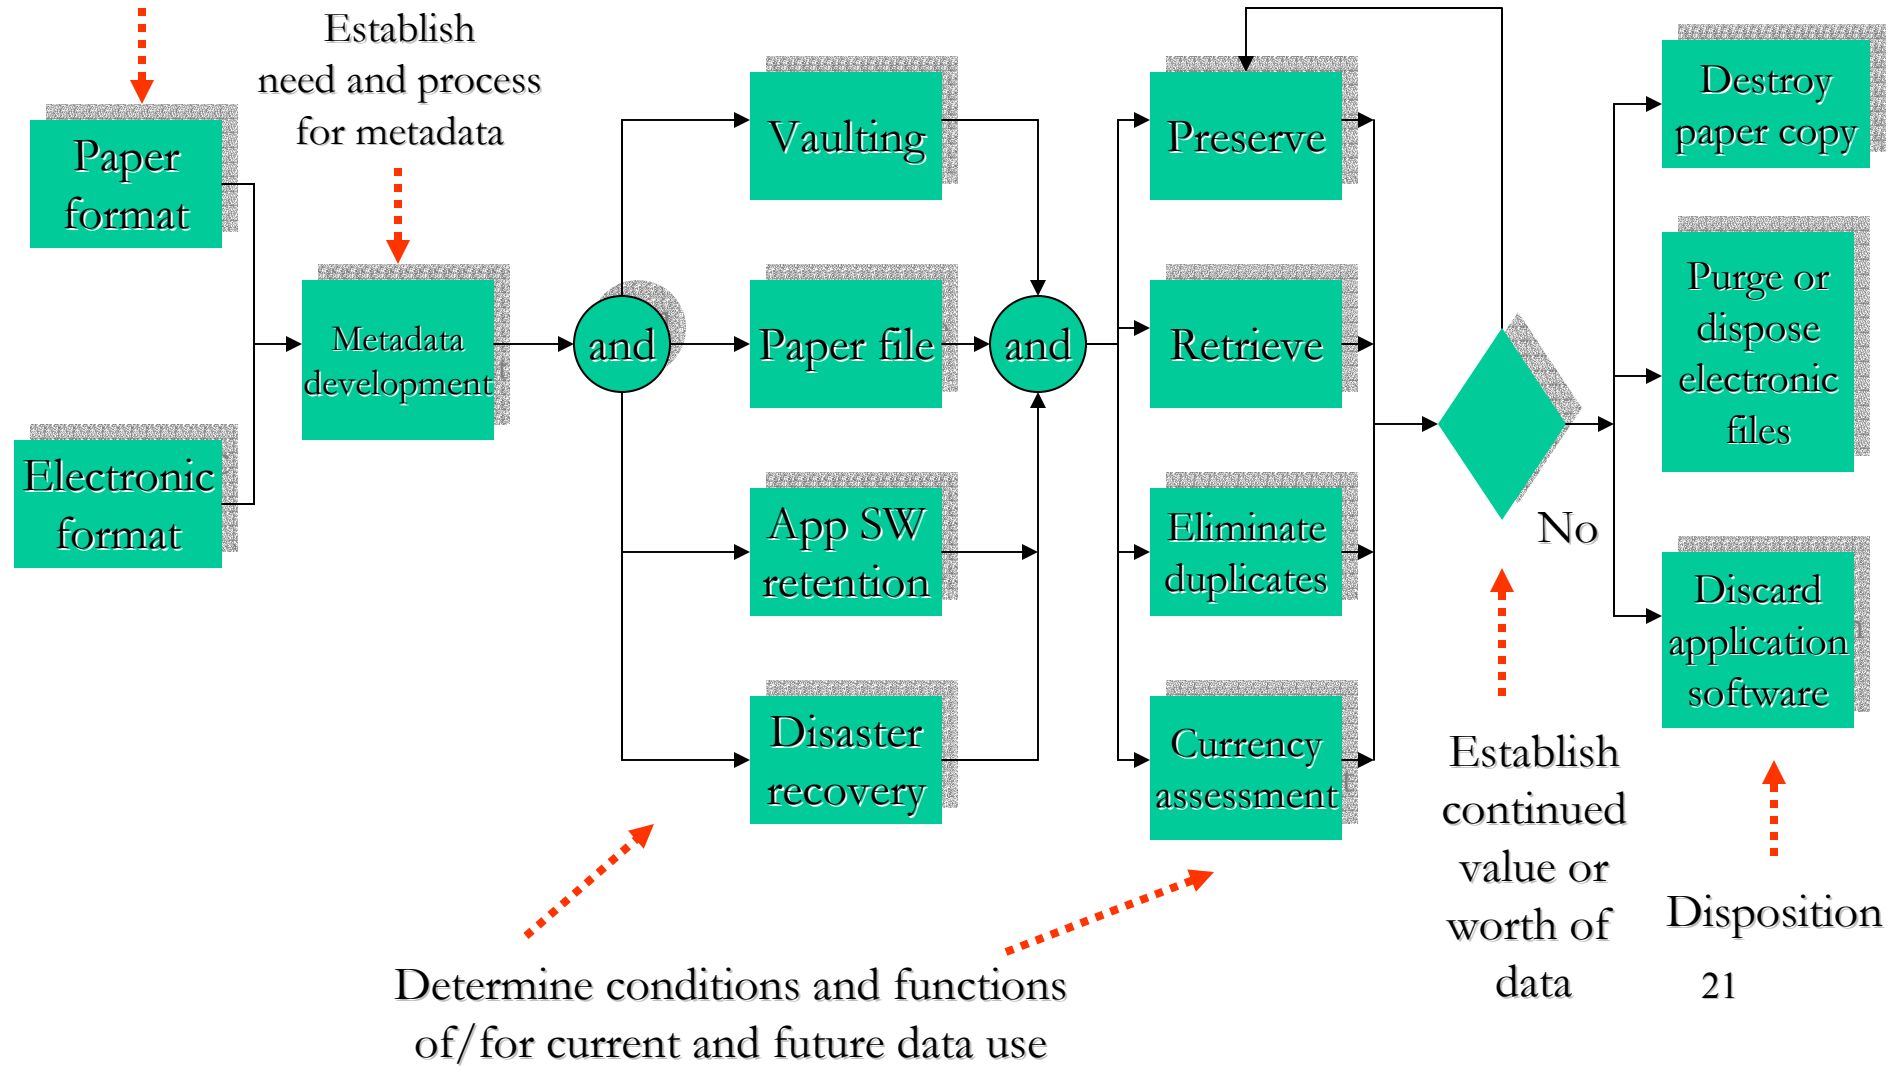 Establish
need and process
for metadata
Paper
format
Electronic
format
Metadata
development
and
Vaulting
Paper file
App SW
retention
Disaster
recovery
and
Preserve
Retrieve
Eliminate
duplicates
Currency
assessment
No
Destroy
paper copy
Purge or
dispose
electronic
files
Discard
application
software
Establish
continued
value or
worth of
data
Disposition
21
Determine conditions and functions
of/for current and future data use